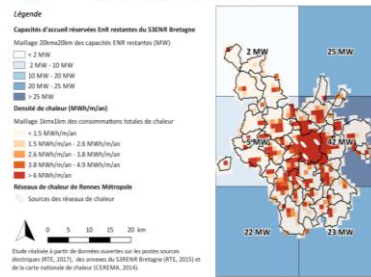 Légende
Capacités d'accueil réservées EnR restantes du S3ENR Bretagne
Maillage 20kmx20km des capacités ENR restantes (MW)
< 2 MW
2 MW - 10 MW
10 MW - 20 MW
20 MW - 25 MW
> 25 MW
Densité de chaleur (MWh/m/an)
Maillage 1kmx1km des consommations totales de chaleur
< 1.5 MWh/m/an
1.5 MWh/m/an - 2.6 MWh/m/an
2.6 MWh/m/an - 3.8 MWh/m/an
3.8 MWh/m/an - 4.9 MWh/m/an
> 6 MWh/m/an
Réseaux de chaleur de Rennes Métropole
Sources des réseaux de chaleur
0 5 10 15 20 km
Étude réalisée à partir de données ouvertes sur les postes sources
électriques (RTE, 2017), des annexes du S3ENR Bretagne (RTE, 2015) et
de la carte nationale de chaleur (CEREMA, 2014).
2 MW
25 MW
5 MW
42 MW
22 MW
23 MW